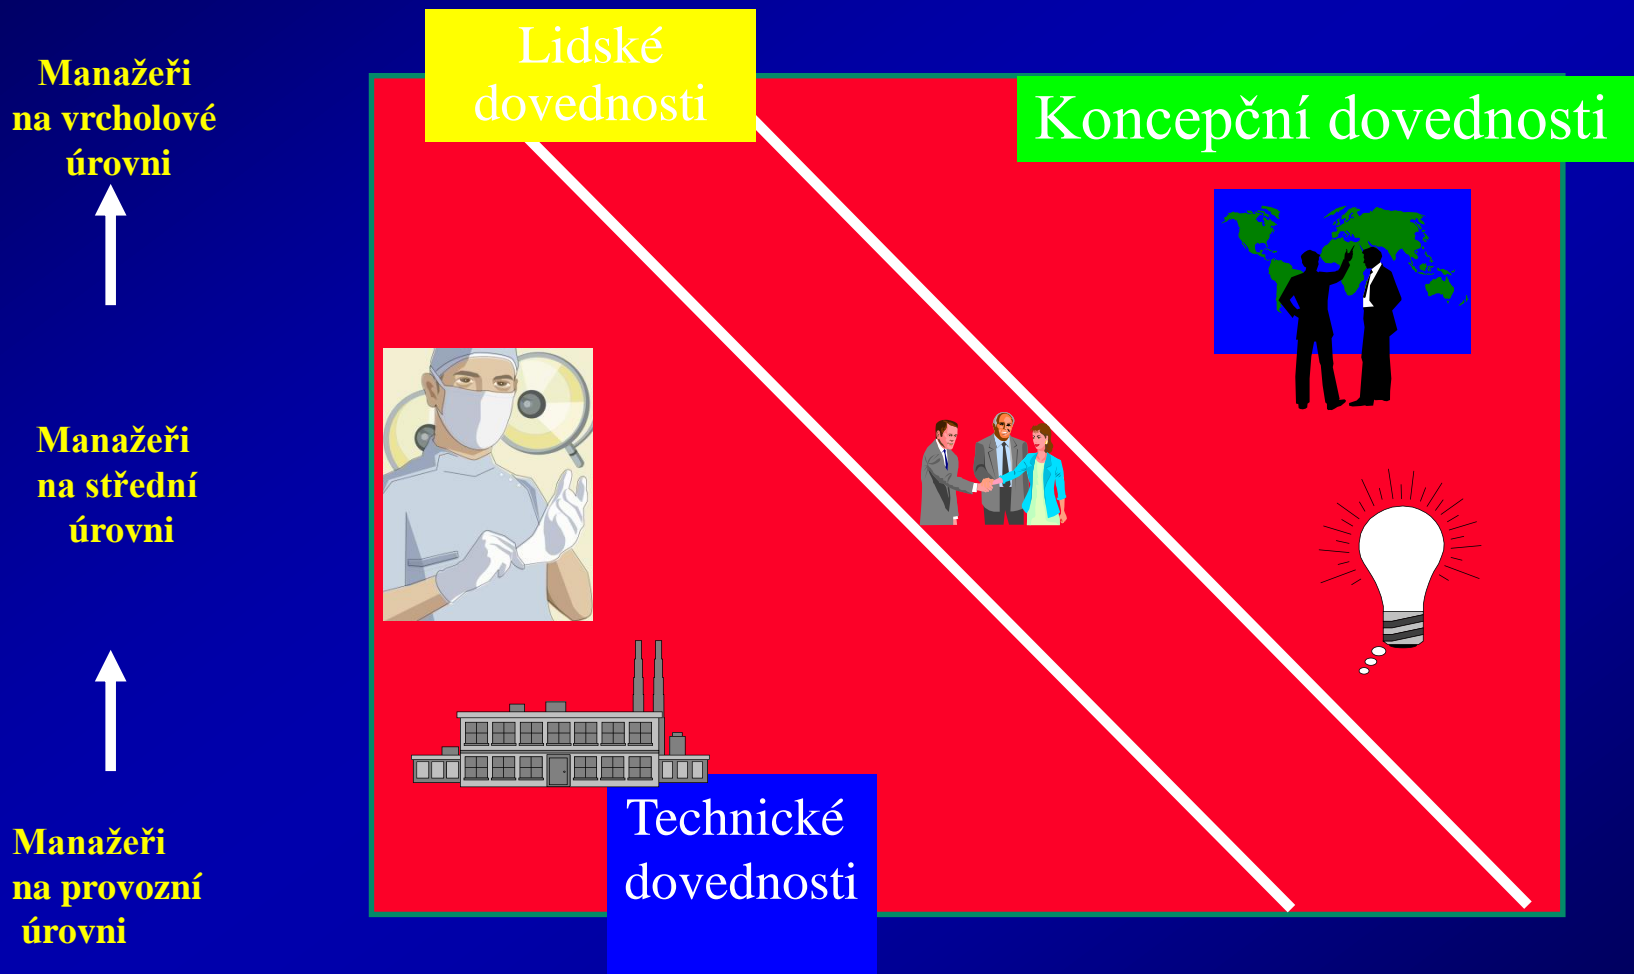 Lidské
dovednosti
Koncepční dovednosti
Manažeři
na vrcholové
úrovni
Manažeři
na střední
úrovni
Technické
dovednosti
Manažeři
na provozní
úrovni